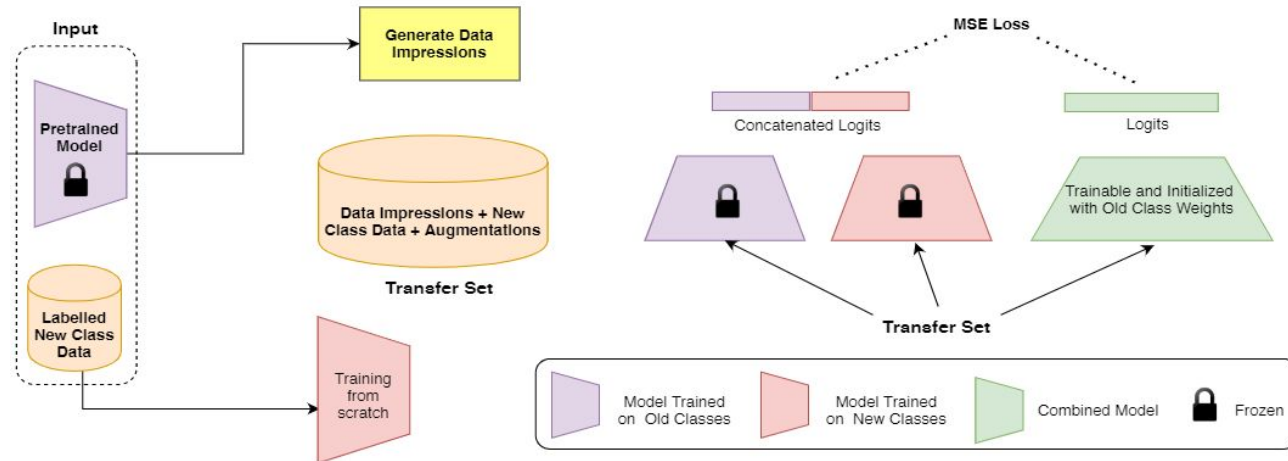 Input
Pretrained
Model
Labelled
New Class
Data
Generate Data
Impressions
Data Impressions + New
Class Data + Augmentations
Transfer Set
Training
from
scratch
MSE Loss
Concatenated Logits
Logits
Trainable and Initialized
with Old Class Weights
Transfer Set
Model Trained
on Old Classes
Model Trained
on New Classes
Combined Model
Frozen